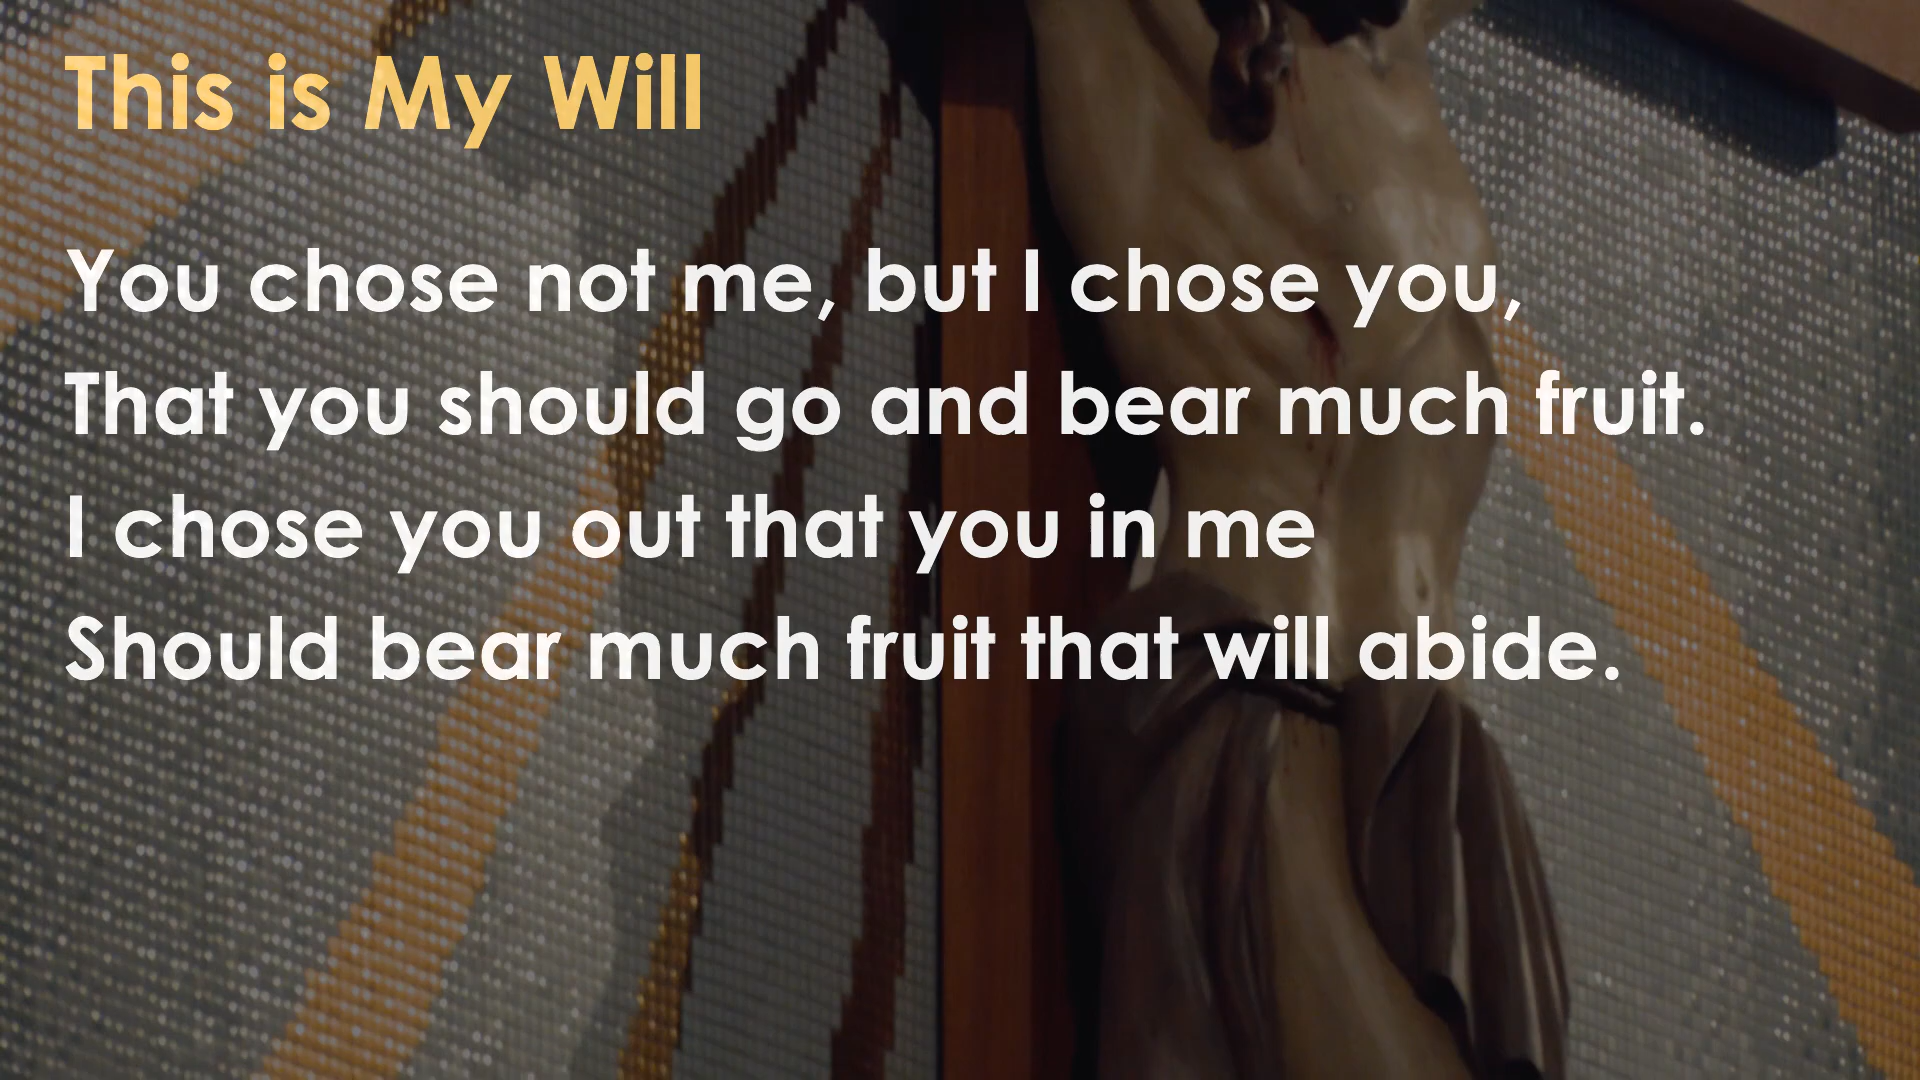 This is My Will
You chose not me, but I chose you,
That you should go and bear much fruit.
I chose you out that you in me
Should bear much fruit that will abide.